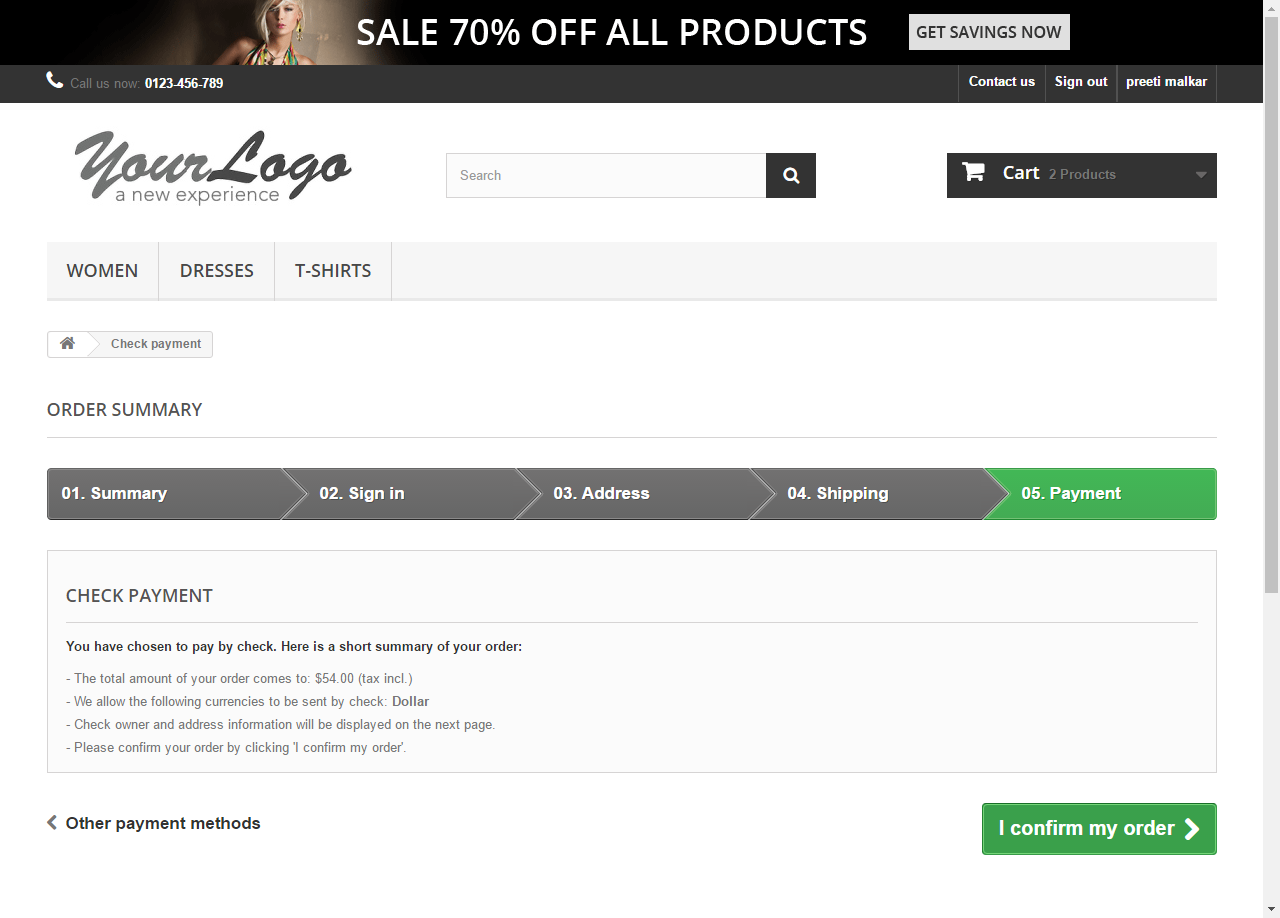 SALE 70% OFF ALL PRODUCTS GET SAVINGS NOW
Call us now: 0123-456-789 Contact us Sign out preeti malkar
Your Logo
a new experience
Search
Cart 2 Products
WOMEN DRESSES T-SHIRTS
Check payment
ORDER SUMMARY
01. Summary 02. Sign in 03. Address 04. Shipping 05. Payment
CHECK PAYMENT
You have chosen to pay by check. Here is a short summary of your order:
- The total amount of your order comes to: $54.00 (tax incl.)
- We allow the following currencies to be sent by check: Dollar
- Check owner and address information will be displayed on the next page.
- Please confirm your order by clicking 'I confirm my order'.
Other payment methods I confirm my order